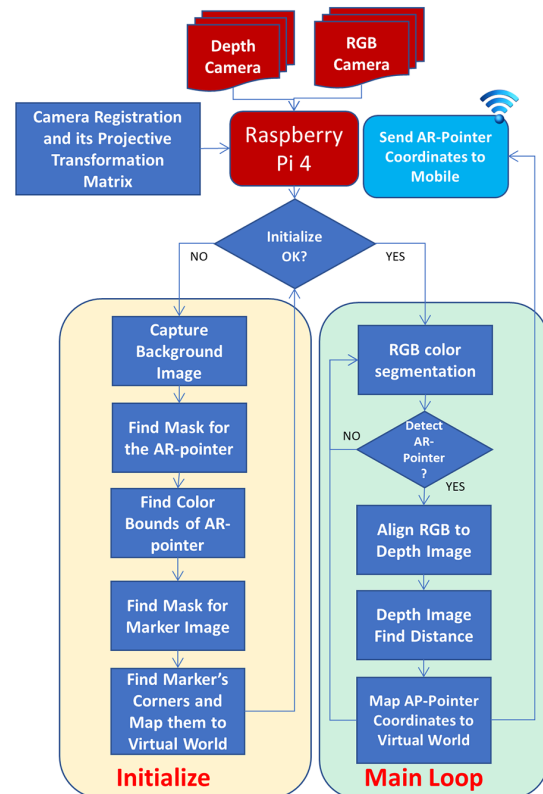 Depth
Camera
RGB
Camera
Camera Registration
and its Projective
Transformation
Matrix
Raspberry
Pi 4
Send AR-Pointer
Coordinates to
Mobile
Initialize
OK?
NO
YES
Capture
Background
Image
Find Mask for
the AR-pointer
Find Color
Bounds of AR-
pointer
Find Mask for
Marker Image
Find Marker's
Corners and
Map them to
Virtual World
Initialize
RGB color
segmentation
Detect
AR-
Pointer
?
NO
YES
Align RGB to
Depth Image
Depth Image
Find Distance
Map AP-Pointer
Coordinates to
Virtual World
Main Loop